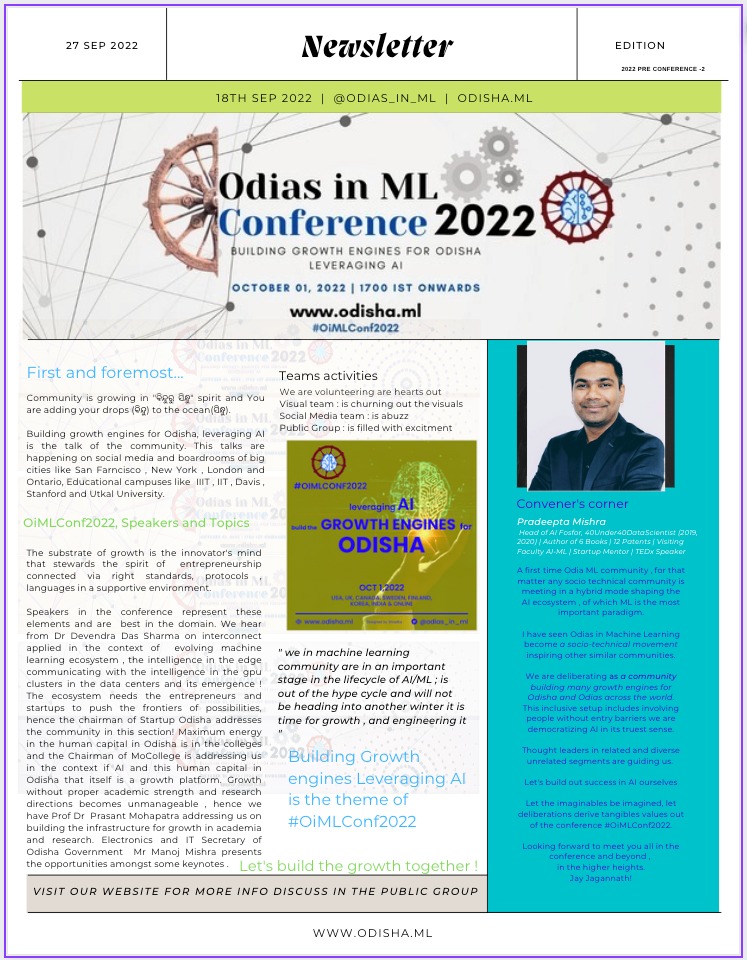 27 SEP 2022
Newsletter
EDITION
2022 PRE CONFERENCE -2
18TH SEP 2022 | @ODIAS_IN_ML | ODISHA.ML
Odias in ML
Conference 2022
BUILDING GROWTH ENGINES FOR ODISHA
LEVERAGING AI
OCTOBER 01, 2022 | 1700 IST ONWARDS
www.odisha.ml
#OiMLConf2022
First and foremost...
Community is growing in "ବିନ୍ଦୁରୁ ସିନ୍ଧୁ" spirit and You
are adding your drops (ବିନ୍ଦୁ) to the ocean(ସିନ୍ଧୁ).
Building growth engines for Odisha, leveraging AI
is the talk of the community. This talks are
happening on social media and boardrooms of big
cities like San Farncisco , New York , London and
Ontario, Educational campuses like IIIT , IIT , Davis ,
Stanford and Utkal University.
OiMLConf2022, Speakers and Topics
The substrate of growth is the innovator's mind
that stewards the spirit of entrepreneurship
connected via right standards, protocols ,
languages in a supportive environment.
Speakers in the conference represent these
elements and are best in the domain. We hear
from Dr Devendra Das Sharma on interconnect
applied in the context of evolving machine
learning ecosystem , the intelligence in the edge
communicating with the intelligence in the gpu
clusters in the data centers and its emergence !
The ecosystem needs the entrepreneurs and
startups to push the frontiers of possibilities,
hence the chairman of Startup Odisha addresses
the community in this section! Maximum energy
in the human capital in Odisha is in the colleges
and the Chairman of MoCollege is addressing us
in the context if AI and this human capital in
Odisha that itself is a growth platform. Growth
without proper academic strength and research
directions becomes unmanageable , hence we
have Prof Dr Prasant Mohapatra addressing us on
building the infrastructure for growth in academia
and research. Electronics and IT Secretary of
Odisha Government Mr Manoj Mishra presents
the opportunities amongst some keynotes .
Teams activities
We are volunteering are hearts out
Visual team : is churning out the visuals
Social Media team : is abuzz
Public Group : is filled with excitment
#OIMLCONF2022
leveraging AI
build the GROWTH ENGINES for
ODISHA
OCT 1,2022
USA, UK, CANADA, SWEDEN, FINLAND,
KOREA, INDIA & ONLINE
www.odisha.ml
@odias_in_ml
" we in machine learning
community are in an important
stage in the lifecycle of AI/ML ; is
out of the hype cycle and will not
be heading into another winter it is
time for growth , and engineering it
"
Building Growth
engines Leveraging AI
is the theme of
#OiMLConf2022
Let's build the growth together !
Convener's corner
Pradeepta Mishra
Head of AI Fosfor, 40Under40DataScientist (2019,
2020) | Author of 6 Books | 12 Patents | Visiting
Faculty AI-ML | Startup Mentor | TEDx Speaker
A first time Odia ML community , for that
matter any socio technical community is
meeting in a hybrid mode shaping the
AI ecosystem , of which ML is the most
important paradigm.
I have seen Odias in Machine Learning
become a socio-technical movement
inspiring other similar communities.
We are deliberating as a community
building many growth engines for
Odisha and Odias across the world.
This inclusive setup includes involving
people without entry barriers we are
democratizing AI in its truest sense.
Thought leaders in related and diverse
unrelated segments are guiding us.
Let's build out success in AI ourselves
Let the imaginables be imagined, let
deliberations derive tangibles values out
of the conference #OiMLConf2022.
Looking forward to meet you all in the
conference and beyond ,
in the higher heights.
Jay Jagannath!
VISIT OUR WEBSITE FOR MORE INFO DISCUSS IN THE PUBLIC GROUP
WWW.ODISHA.ML